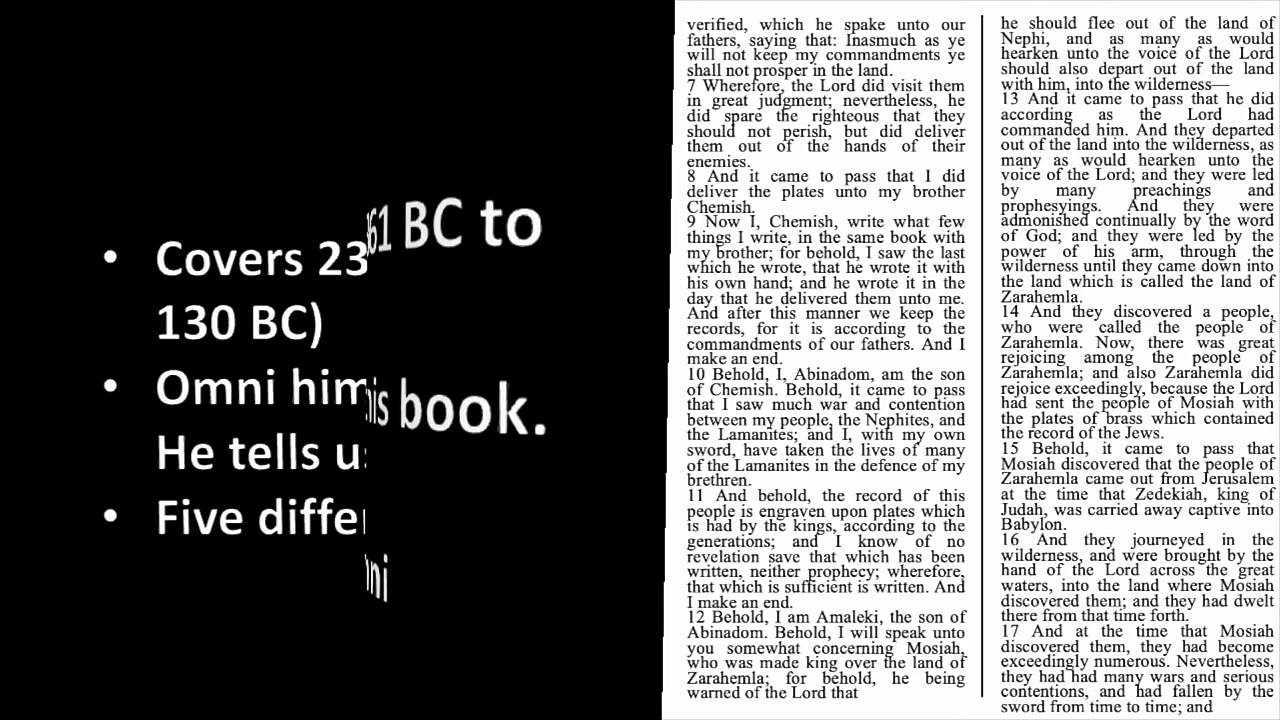 61 BC to
• Covers 23
130 BC)
• Omni him
is book.
He tells us
• Five differ
ni
verified, which he spake unto our
fathers, saying that: Inasmuch as ye
will not keep my commandments ye
shall not prosper in the land.
7 Wherefore, the Lord did visit them
in great judgment; nevertheless, he
did spare the righteous that they
should not perish, but did deliver
them out of the hands of their
enemies.
8 And it came to pass that I did
deliver the plates unto my brother
Chemish.
9 Now I, Chemish, write what few
things I write, in the same book with
my brother; for behold, I saw the last
which he wrote, that he wrote it with
his own hand; and he wrote it in the
day that he delivered them unto me.
And after this manner we keep the
records, for it is according to the
commandments of our fathers. And I
make an end.
10 Behold, I, Abinadom, am the son
of Chemish. Behold, it came to pass
that I saw much war and contention
between my people, the Nephites, and
the Lamanites; and I, with my own
sword, have taken the lives of many
of the Lamanites in the defence of my
brethren.
11 And behold, the record of this
people is engraven upon plates which
is had by the kings, according to the
generations; and I know of no
revelation save that which has been
written, neither prophecy; wherefore,
that which is sufficient is written. And
I make an end.
12 Behold, I am Amaleki, the son of
Abinadom. Behold, I will speak unto
you somewhat concerning Mosiah,
who was made king over the land of
Zarahemla; for behold, he being
warned of the Lord that
he should flee out of the land of
Nephi, and as many as would
hearken unto the voice of the Lord
should also depart out of the land
with him, into the wilderness—
13 And it came to pass that he did
according as the Lord had
commanded him. And they departed
out of the land into the wilderness, as
many as would hearken unto the
voice of the Lord; and they were led
by many preachings and
prophesyings. And they were
admonished continually by the word
of God; and they were led by the
power of his arm, through the
wilderness until they came down into
the land which is called the land of
Zarahemla.
14 And they discovered a people,
who were called the people of
Zarahemla. Now, there was great
rejoicing among the people of
Zarahemla; and also Zarahemla did
rejoice exceedingly, because the Lord
had sent the people of Mosiah with
the plates of brass which contained
the record of the Jews.
15 Behold, it came to pass that
Mosiah discovered that the people of
Zarahemla came out from Jerusalem
at the time that Zedekiah, king of
Judah, was carried away captive into
Babylon.
16 And they journeyed in the
wilderness, and were brought by the
hand of the Lord across the great
waters, into the land where Mosiah
discovered them; and they had dwelt
there from that time forth.
17 And at the time that Mosiah
discovered them, they had become
exceedingly numerous. Nevertheless,
they had had many wars and serious
contentions, and had fallen by the
sword from time to time; and